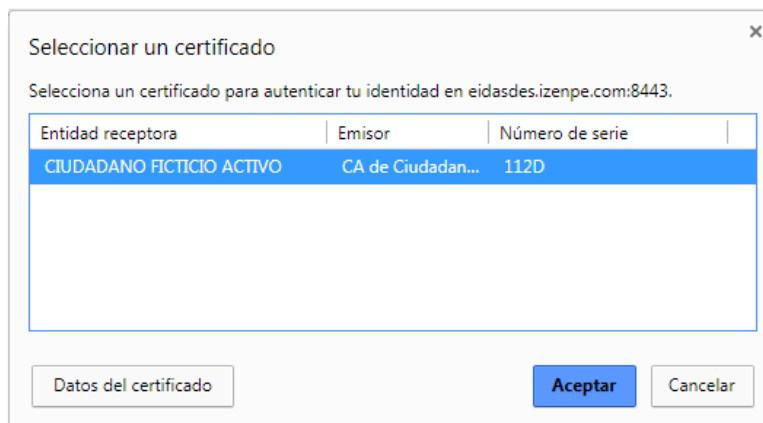 Seleccionar un certificado
Selecciona un certificado para autenticar tu identidad en eidasdes.izenpe.com:8443.
Entidad receptora Emisor Número de serie
CIUDADANO FICTICIO ACTIVO CA de Ciudadan... 112D
Datos del certificado Aceptar Cancelar